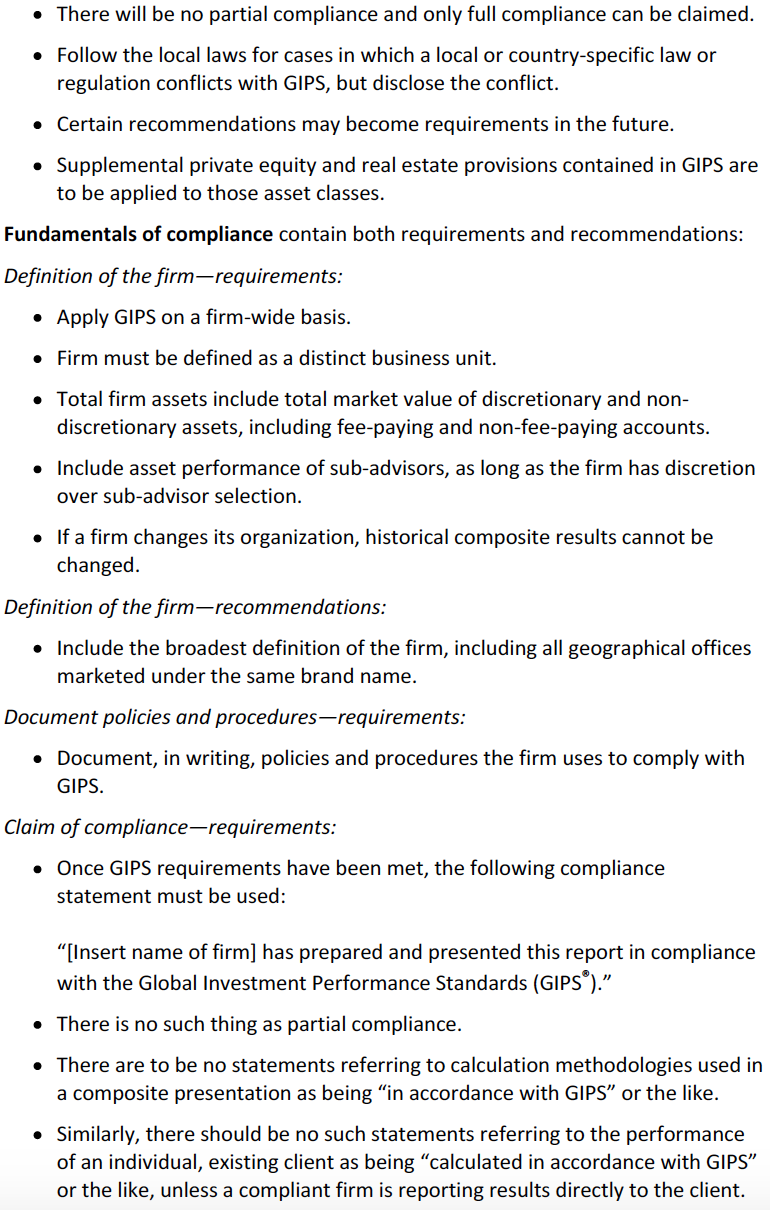 • There will be no partial compliance and only full compliance can be claimed.
• Follow the local laws for cases in which a local or country-specific law or
regulation conflicts with GIPS, but disclose the conflict.
• Certain recommendations may become requirements in the future.
• Supplemental private equity and real estate provisions contained in GIPS are
to be applied to those asset classes.
Fundamentals of compliance contain both requirements and recommendations:
Definition of the firm—requirements:
• Apply GIPS on a firm-wide basis.
• Firm must be defined as a distinct business unit.
• Total firm assets include total market value of discretionary and non-
discretionary assets, including fee-paying and non-fee-paying accounts.
• Include asset performance of sub-advisors, as long as the firm has discretion
over sub-advisor selection.
• If a firm changes its organization, historical composite results cannot be
changed.
Definition of the firm—recommendations:
• Include the broadest definition of the firm, including all geographical offices
marketed under the same brand name.
Document policies and procedures—requirements:
• Document, in writing, policies and procedures the firm uses to comply with
GIPS.
Claim of compliance—requirements:
• Once GIPS requirements have been met, the following compliance
statement must be used:
“[Insert name of firm] has prepared and presented this report in compliance
with the Global Investment Performance Standards (GIPS®).”
• There is no such thing as partial compliance.
• There are to be no statements referring to calculation methodologies used in
a composite presentation as being “in accordance with GIPS” or the like.
• Similarly, there should be no such statements referring to the performance
of an individual, existing client as being “calculated in accordance with GIPS”
or the like, unless a compliant firm is reporting results directly to the client.